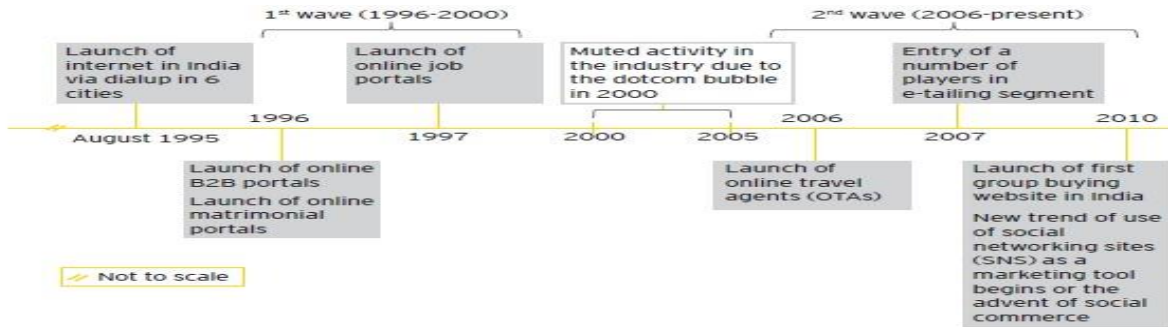 1st wave (1996-2000)
2nd wave (2006-present)
Launch of
internet in India
via dialup in 6
cities
Launch of
online job
portals
Muted activity in
the industry due to
the dotcom bubble
in 2000
Entry of a
number of
players in
e-tailing segment
August 1995
1996
1997
2000
2005
2006
2007
2010
Launch of online
B2B portals
Launch of online
matrimonial
portals
Launch of
online travel
agents (OTAs)
Launch of first
group buying
website in India
New trend of use
of social
networking sites
(SNS) as a
marketing tool
begins or the
advent of social
commerce
Not to scale